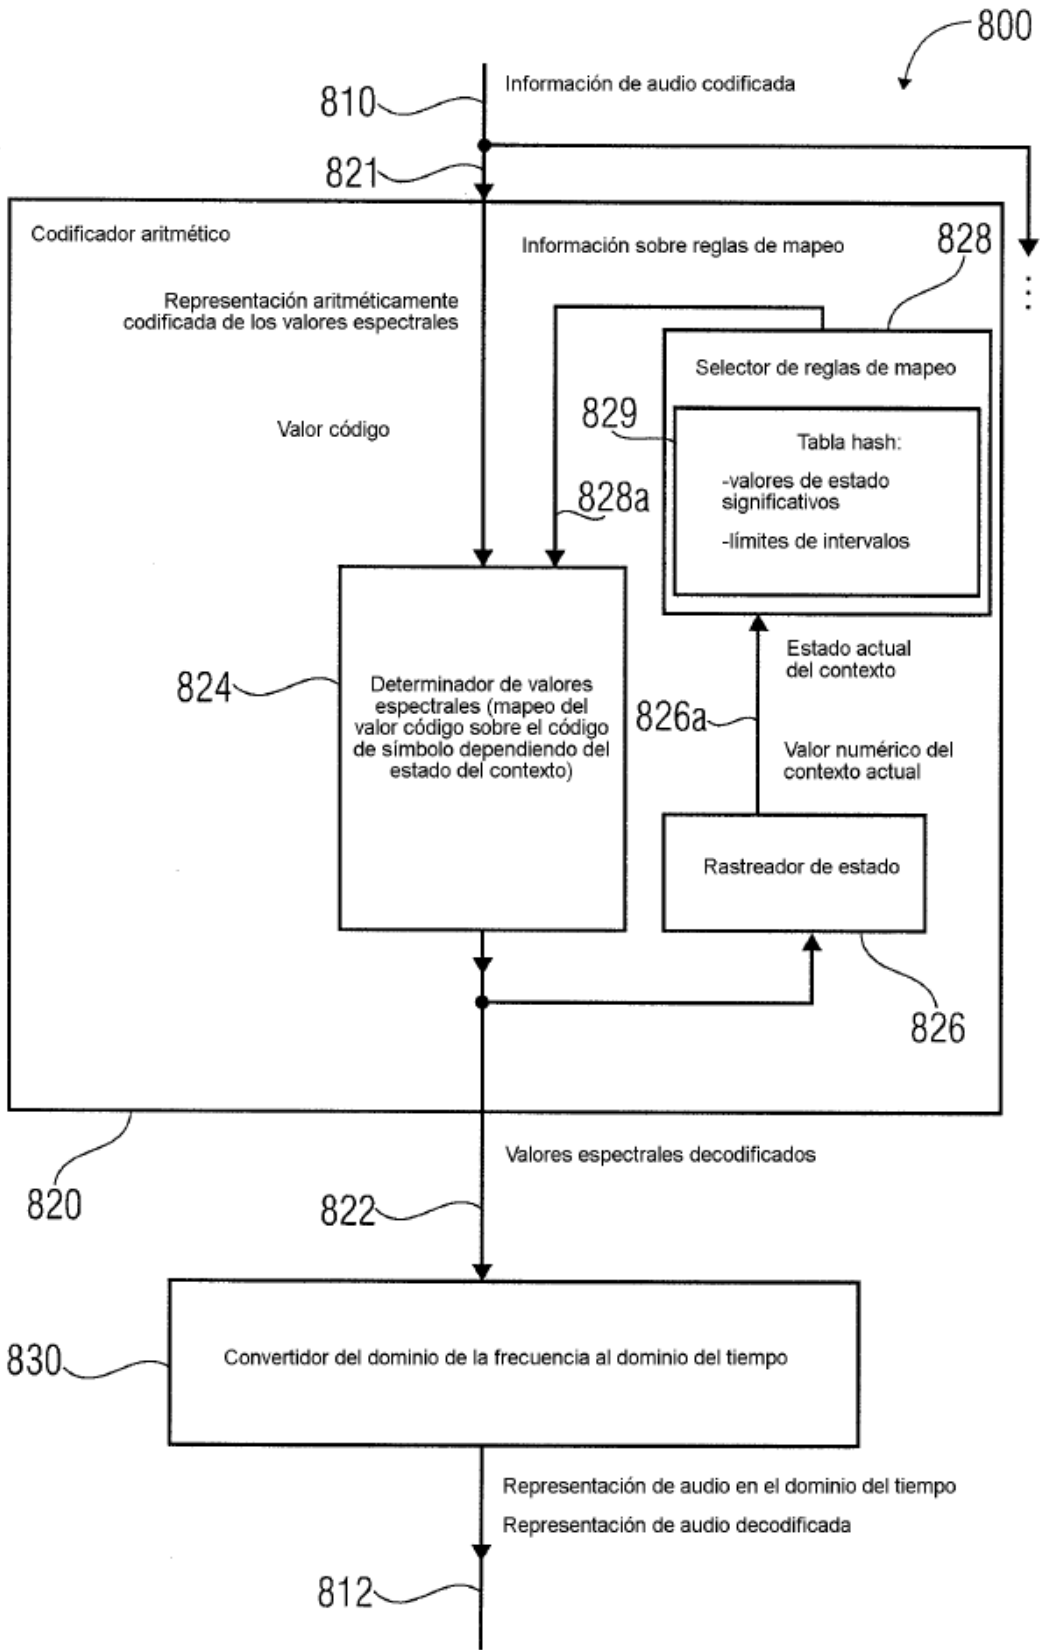 800
Información de audio codificada
810
821
Codificador aritmético
Información sobre reglas de mapeo
828
Representación aritméticamente
codificada de los valores espectrales
...
Selector de reglas de mapeo
829
Tabla hash:
Valor código
-valores de estado
significativos
828a
-límites de intervalos
Estado actual
del contexto
824
Determinador de valores
espectrales (mapeo del
valor código sobre el código
de símbolo dependiendo del
estado del contexto)
826a
Valor numérico del
contexto actual
Rastreador de estado
826
Valores espectrales decodificados
820
822
830
Convertidor del dominio de la frecuencia al dominio del tiempo
Representación de audio en el dominio del tiempo
Representación de audio decodificada
812